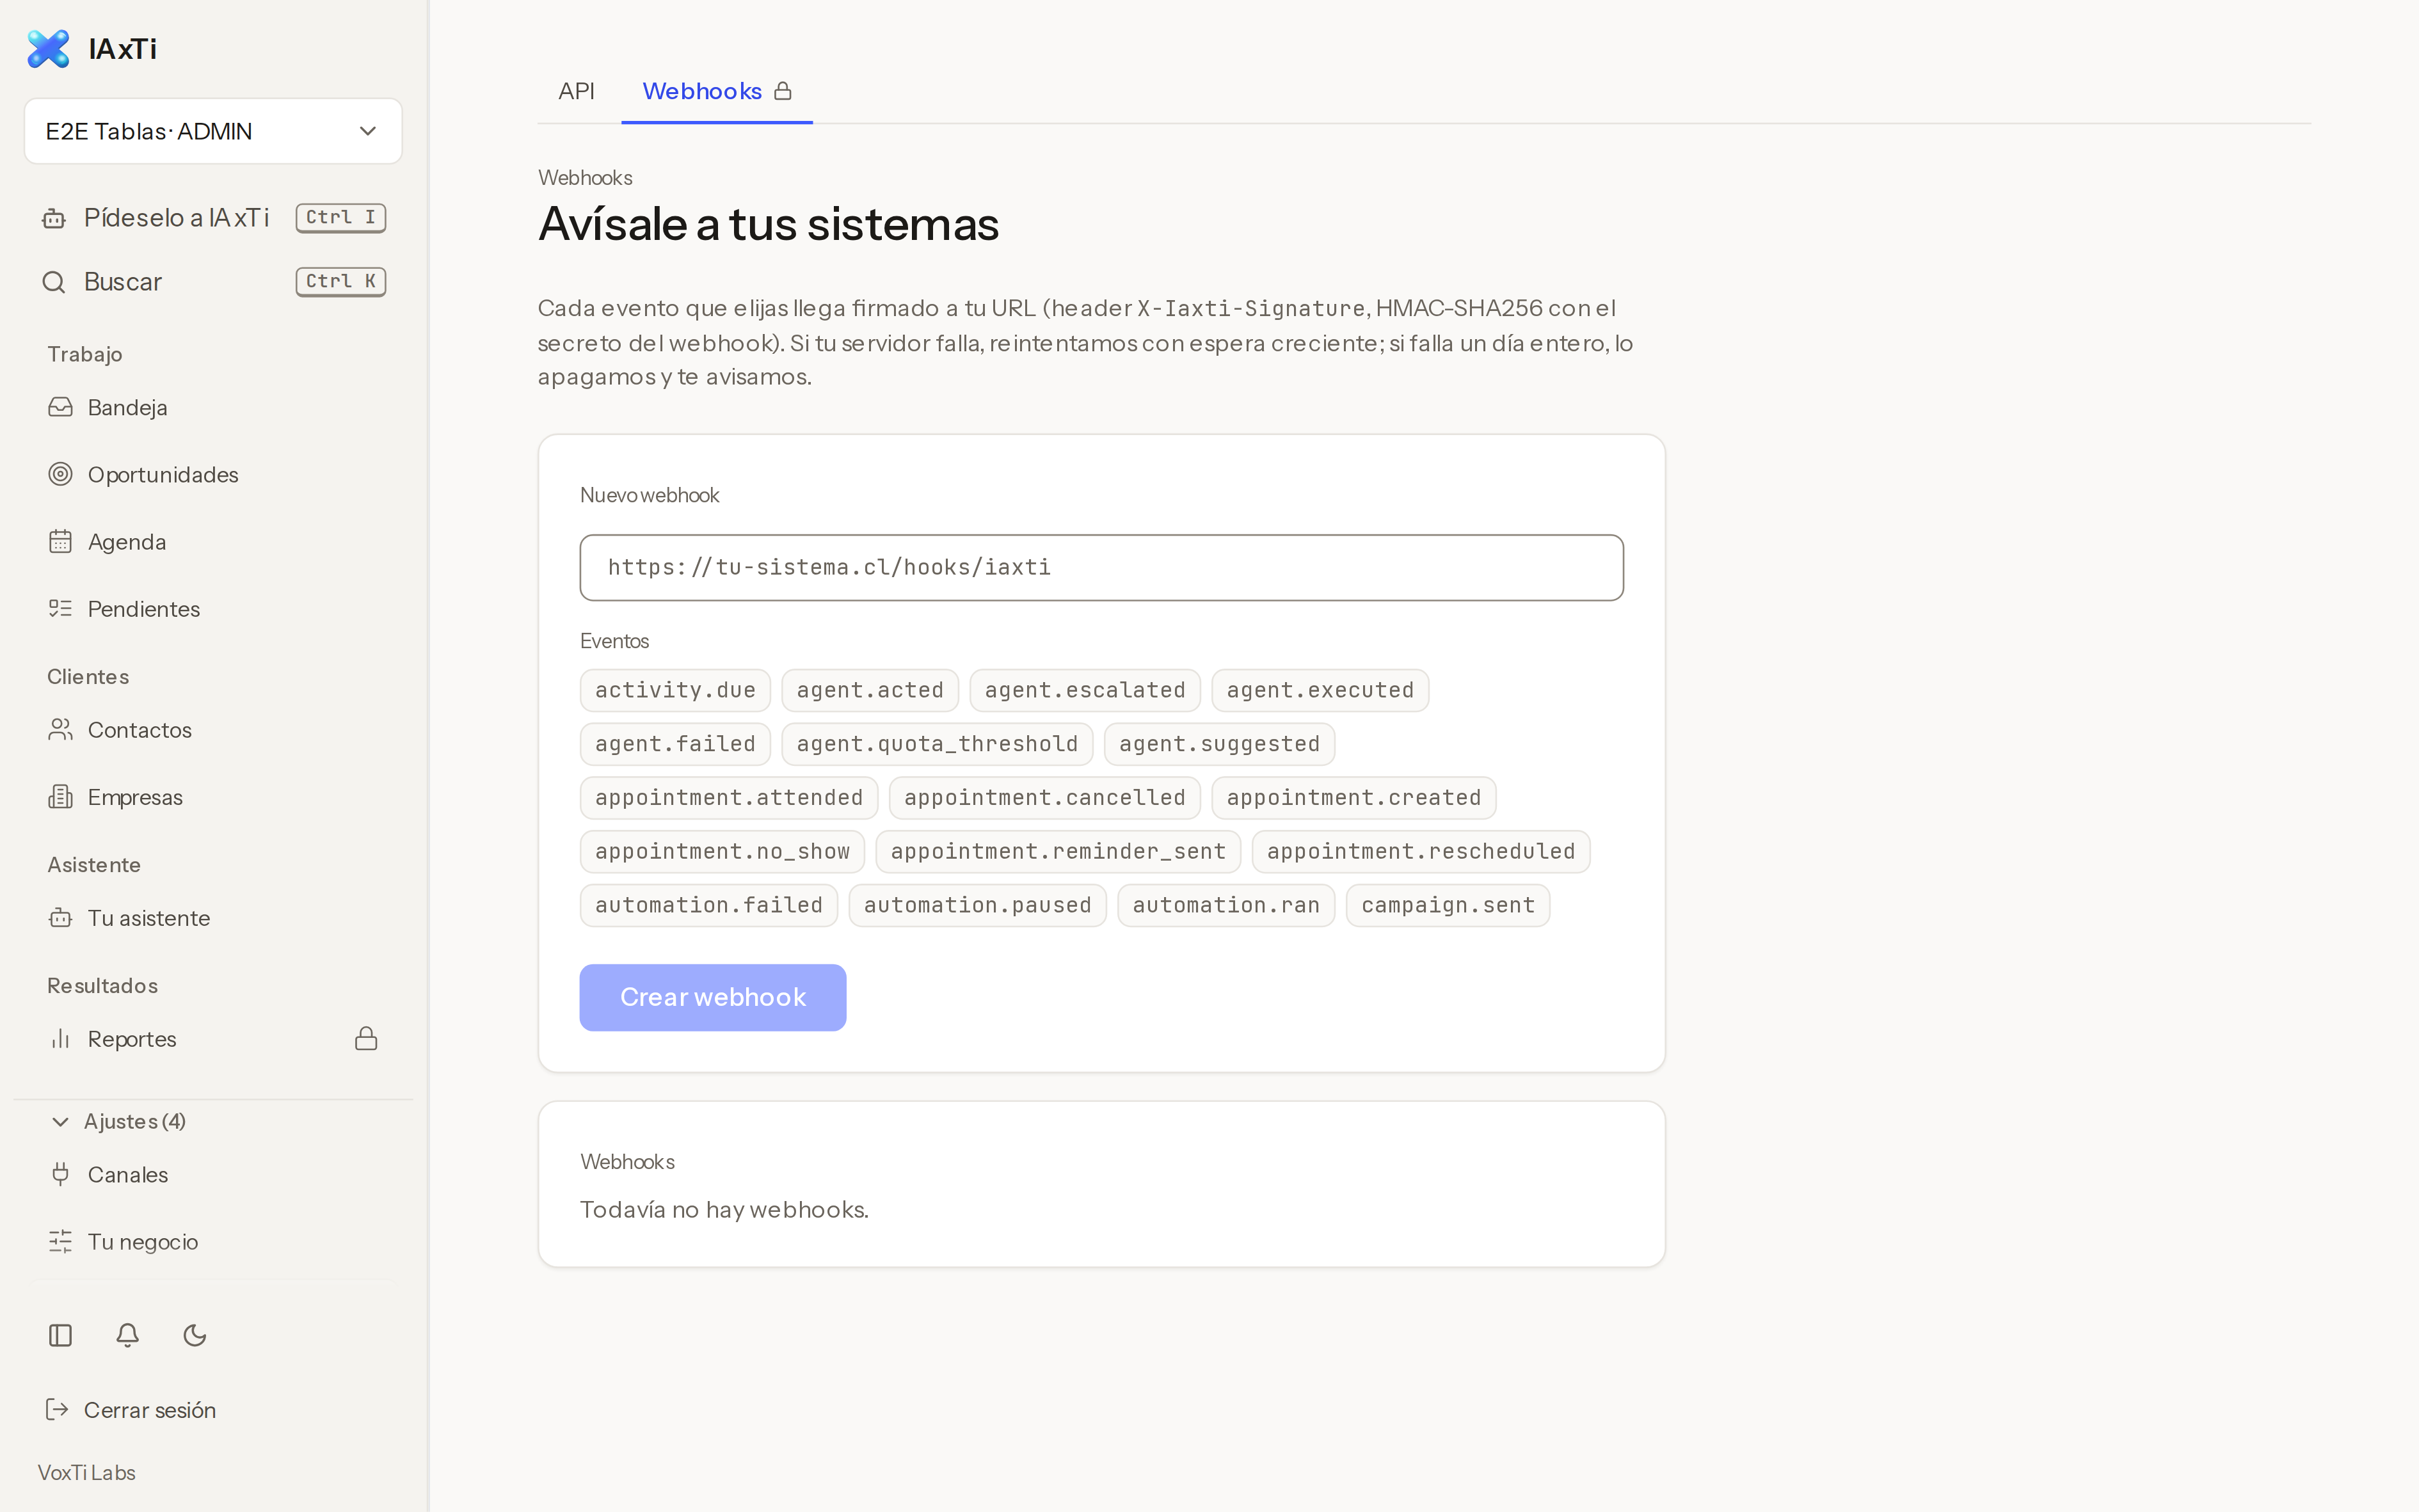 IAxTi
E2E Tablas · ADMIN
Pídeselo a IAxTi Ctrl I
Buscar Ctrl K
Trabajo
Bandeja
Oportunidades
Agenda
Pendientes
Clientes
Contactos
Empresas
Asistente
Tu asistente
Resultados
Reportes
Ajustes (4)
Canales
Tu negocio
Cerrar sesión
VoxTi Labs
API Webhooks
Webhooks
Avísale a tus sistemas
Cada evento que elijas llega firmado a tu URL (header X-Iaxti-Signature, HMAC-SHA256 con el
secreto del webhook). Si tu servidor falla, reintentamos con espera creciente; si falla un día entero, lo
apagamos y te avisamos.
Nuevo webhook
https://tu-sistema.cl/hooks/iaxti
Eventos
activity.due agent.acted agent.escalated agent.executed
agent.failed agent.quota_threshold agent.suggested
appointment.attended appointment.cancelled appointment.created
appointment.no_show appointment.reminder_sent appointment.rescheduled
automation.failed automation.paused automation.ran campaign.sent
Crear webhook
Webhooks
Todavía no hay webhooks.